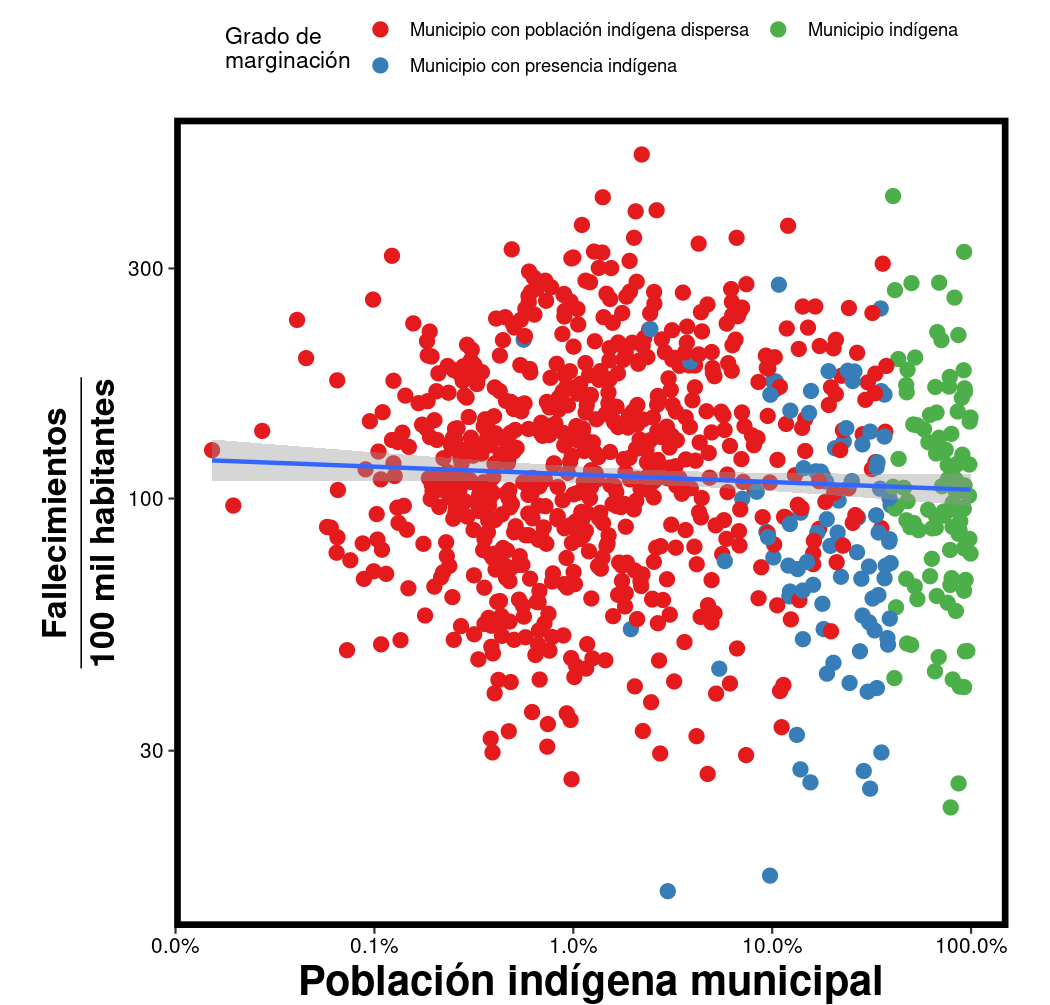 Grado de
marginación
Municipio con población indígena dispersa
Municipio indígena
Municipio con presencia indígena
Fallecimientos
100 mil habitantes
300
100
30
0.0%
0.1%
1.0%
10.0%
100.0%
Población indígena municipal